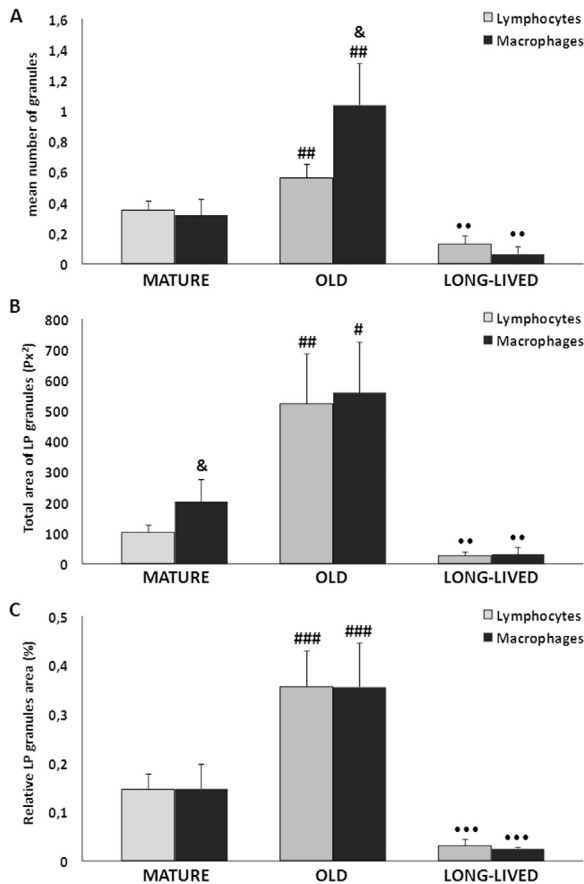 A
mean number of granules
1,6
1,4
1,2
1
0,8
0,6
0,4
0,2
0
Lymphocytes
Macrophages
##
&
##
••
••
MATURE OLD LONG-LIVED
B
Total area of LP granules (Px²)
800
700
600
500
400
300
200
100
0
Lymphocytes
Macrophages
&
##
#
••
••
MATURE OLD LONG-LIVED
C
Relative LP granules area (%)
0,5
0,4
0,3
0,2
0,1
0
Lymphocytes
Macrophages
###
###
•••
•••
MATURE OLD LONG-LIVED